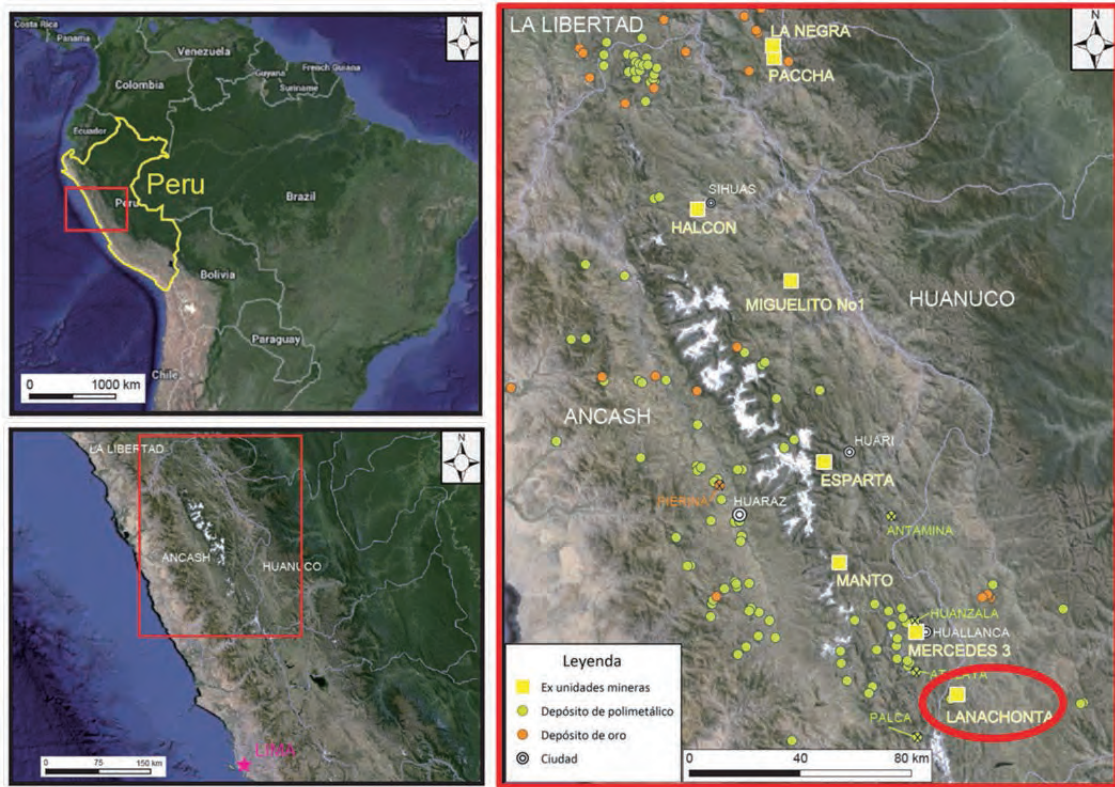 Costa Rica
Panama
Venezuela
Guyana
French Guiana
Suriname
Colombia
Ecuador
Peru
Peru
Brazil
Bolivia
Paraguay
Chile
N
0 1000 km
LA LIBERTAD
N
ANCASH
HUANUCO
LIMA
0 75 150 km
LA LIBERTAD
N
LA NEGRA
PACCHA
SIHUAS
HALCON
MIGUELITO No1
HUANUCO
ANCASH
HUARI
ESPARTA
PIERINA
HUARAZ
ANTAMINA
MANTO
HUANZALA
HUALLANCA
MERCEDES 3
LANACHONTA
PALCA
Leyenda
Ex unidades mineras
Depósito de polimetálico
Depósito de oro
Ciudad
0 40 80 km